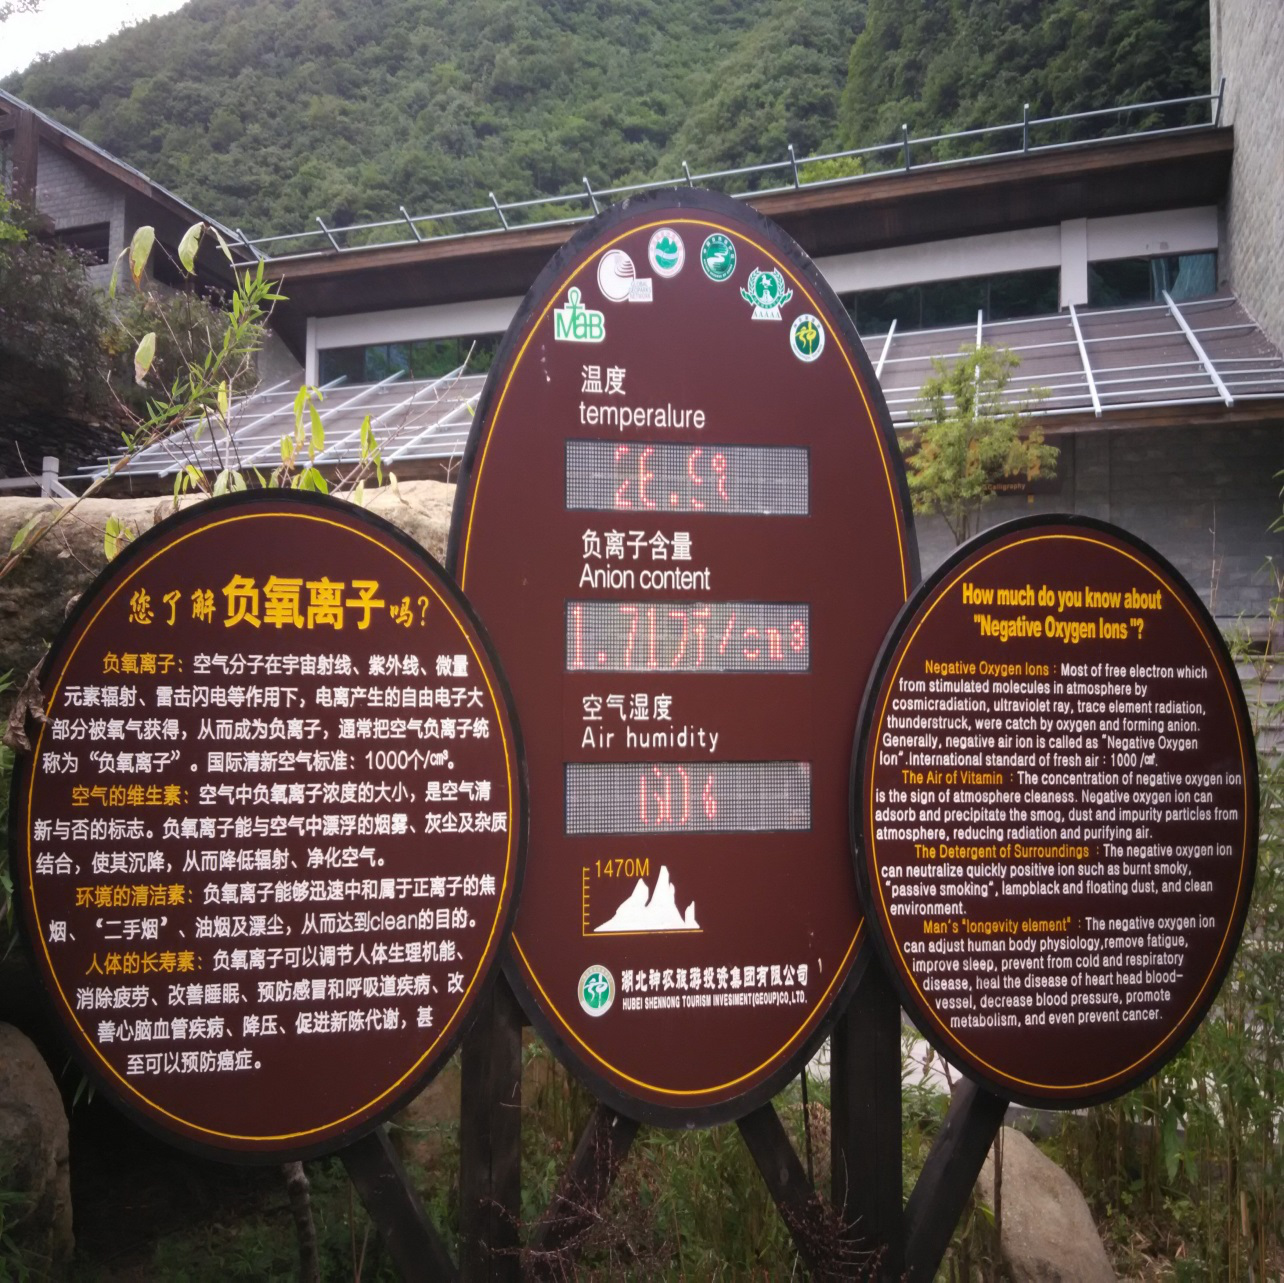 您了解负氧离子吗？
负氧离子：空气分子在宇宙射线、紫外线、微量
元素辐射、雷击闪电等作用下，电离产生的自由电子大
部分被氧气获得，从而成为负离子，通常把空气负离子统
称为“负氧离子”。国际清新空气标准：1000个/cm³。
空气的维生素：空气中负氧离子浓度的大小，是空气清
新与否的标志。负氧离子能与空气中漂浮的烟雾、灰尘及杂质
结合，使其沉降，从而降低辐射、净化空气。
环境的清洁素：负氧离子能够迅速中和属于正离子的焦
烟、“二手烟”、油烟及漂尘，从而达到clean的目的。
人体的长寿素：负氧离子可以调节人体生理机能、
消除疲劳、改善睡眠、预防感冒和呼吸道疾病、改
善心脑血管疾病、降压、促进新陈代谢，甚
至可以预防癌症。
MaB
AAAAA
温度
temperalure
负离子含量
Anion content
1.717万/cm3
空气湿度
Air humidity
1470M
湖北神农旅游投资集团有限公司
HUBEI SHENNONG TOURISM INVESIMENT(GEOUP)CO.,LTD.
Calligraphy
How much do you know about
"Negative Oxygen Ions"?
Negative Oxygen Ions : Most of free electron which
from stimulated molecules in atmosphere by
cosmicradiation, ultraviolet ray, trace element radiation,
thunderstruck, were catch by oxygen and forming anion.
Generally, negative air ion is called as "Negative Oxygen
Ion".International standard of fresh air: 1000 /cm³.
The Air of Vitamin : The concentration of negative oxygen ion
is the sign of atmosphere cleaness. Negative oxygen ion can
adsorb and precipitate the smog, dust and impurity particles from
atmosphere, reducing radiation and purifying air.
The Detergent of Surroundings : The negative oxygen ion
can neutralize quickly positive ion such as burnt smoky,
"passive smoking", lampblack and floating dust, and clean
environment.
Man's "longevity element" : The negative oxygen ion
can adjust human body physiology, remove fatigue,
improve sleep, prevent from cold and respiratory
disease, heal the disease of heart head blood-
vessel, decrease blood pressure, promote
metabolism, and even prevent cancer.